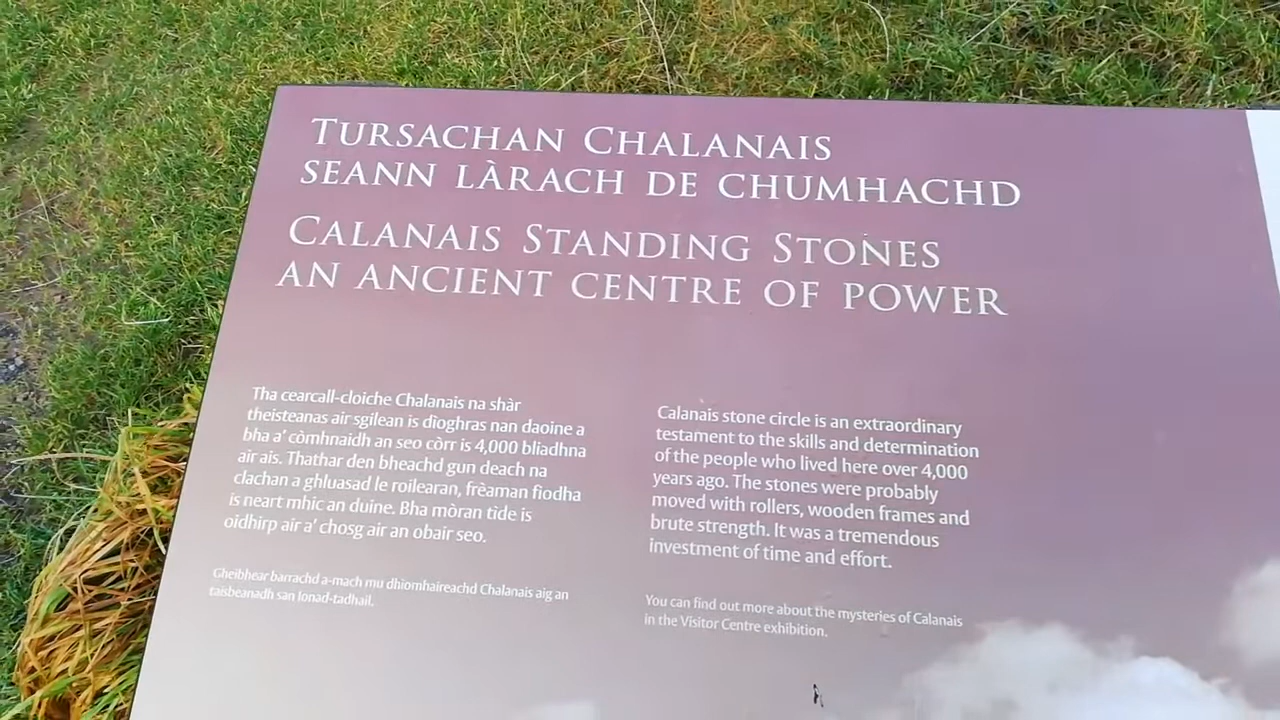 TURSACHAN CHALANAIS
SEANN LÀRACH DE CHUMHACHD
CALANAIS STANDING STONES
AN ANCIENT CENTRE OF POWER
Tha cearcall-cloiche Chalanais na shàr
theisteanas air sgilean is dìoghras nan daoine a
bha a' còmhnaidh an seo còrr is 4,000 bliadhna
air ais. Thathar den bheachd gun deach na
clachan a ghluasad le roilearan, frèaman fiodha
is neart mhic an duine. Bha mòran tìde is
oidhirp air a' chosg air an obair seo.
Gheibhear barrachd a-mach mu dhìomhaireachd Chalanais aig an
taisbeanadh san Ionad-tadhail.
Calanais stone circle is an extraordinary
testament to the skills and determination
of the people who lived here over 4,000
years ago. The stones were probably
moved with rollers, wooden frames and
brute strength. It was a tremendous
investment of time and effort.
You can find out more about the mysteries of Calanais
in the Visitor Centre exhibition.